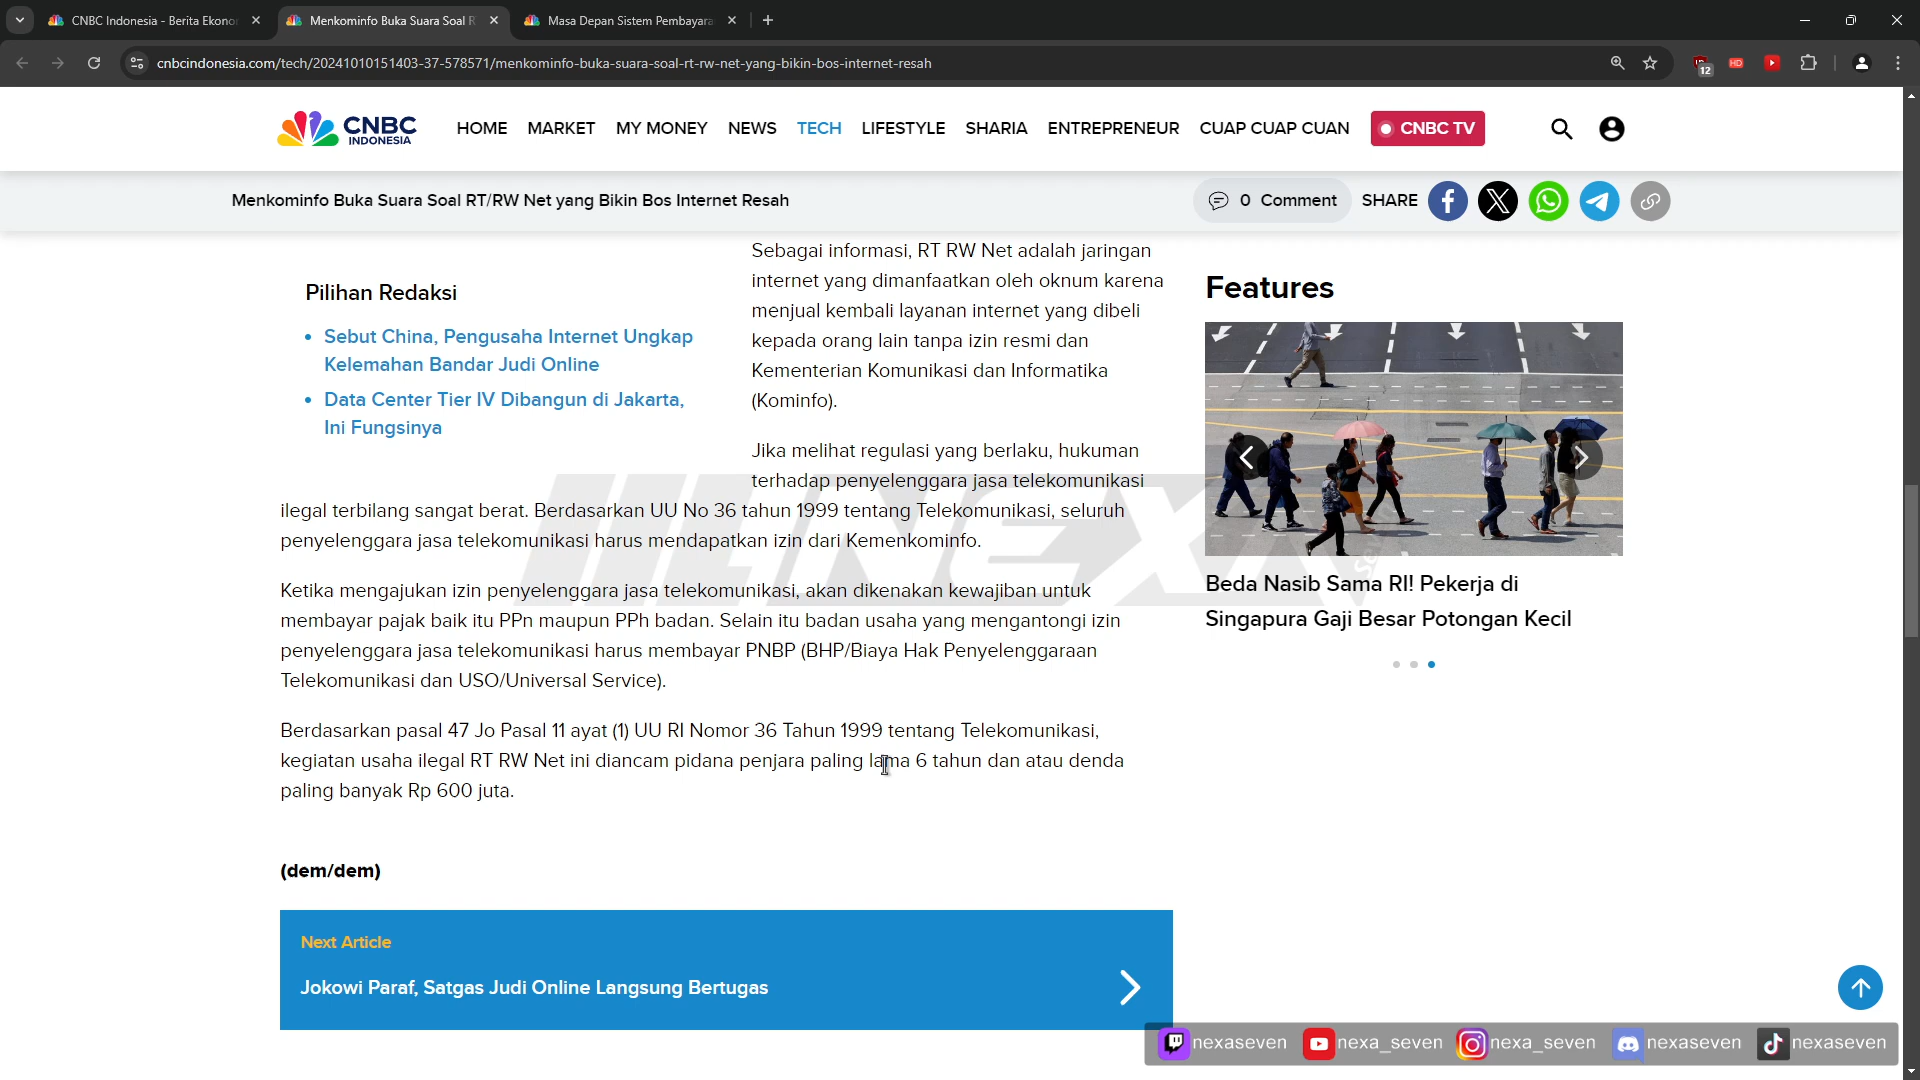 CNBC Indonesia - Berita Ekono
Menkominfo Buka Suara Soal R
Masa Depan Sistem Pembayara
cnbcindonesia.com/tech/20241010151403-37-578571/menkominfo-buka-suara-soal-rt-rw-net-yang-bikin-bos-internet-resah
12
HD
CNBC
INDONESIA
HOME MARKET MY MONEY NEWS TECH LIFESTYLE SHARIA ENTREPRENEUR CUAP CUAP CUAN CNBC TV
Menkominfo Buka Suara Soal RT/RW Net yang Bikin Bos Internet Resah
0 Comment SHARE
Pilihan Redaksi
Sebut China, Pengusaha Internet Ungkap
Kelemahan Bandar Judi Online
Data Center Tier IV Dibangun di Jakarta,
Ini Fungsinya
Sebagai informasi, RT RW Net adalah jaringan
internet yang dimanfaatkan oleh oknum karena
menjual kembali layanan internet yang dibeli
kepada orang lain tanpa izin resmi dan
Kementerian Komunikasi dan Informatika
(Kominfo).
Jika melihat regulasi yang berlaku, hukuman
terhadap penyelenggara jasa telekomunikasi
ilegal terbilang sangat berat. Berdasarkan UU No 36 tahun 1999 tentang Telekomunikasi, seluruh
penyelenggara jasa telekomunikasi harus mendapatkan izin dari Kemenkominfo.
Ketika mengajukan izin penyelenggara jasa telekomunikasi, akan dikenakan kewajiban untuk
membayar pajak baik itu PPn maupun PPh badan. Selain itu badan usaha yang mengantongi izin
penyelenggara jasa telekomunikasi harus membayar PNBP (BHP/Biaya Hak Penyelenggaraan
Telekomunikasi dan USO/Universal Service).
Berdasarkan pasal 47 Jo Pasal 11 ayat (1) UU RI Nomor 36 Tahun 1999 tentang Telekomunikasi,
kegiatan usaha ilegal RT RW Net ini diancam pidana penjara paling lama 6 tahun dan atau denda
paling banyak Rp 600 juta.
(dem/dem)
Next Article
Jokowi Paraf, Satgas Judi Online Langsung Bertugas
Features
Beda Nasib Sama RI! Pekerja di
Singapura Gaji Besar Potongan Kecil
NEXA
nexaseven nexa_seven nexa_seven nexaseven nexaseven